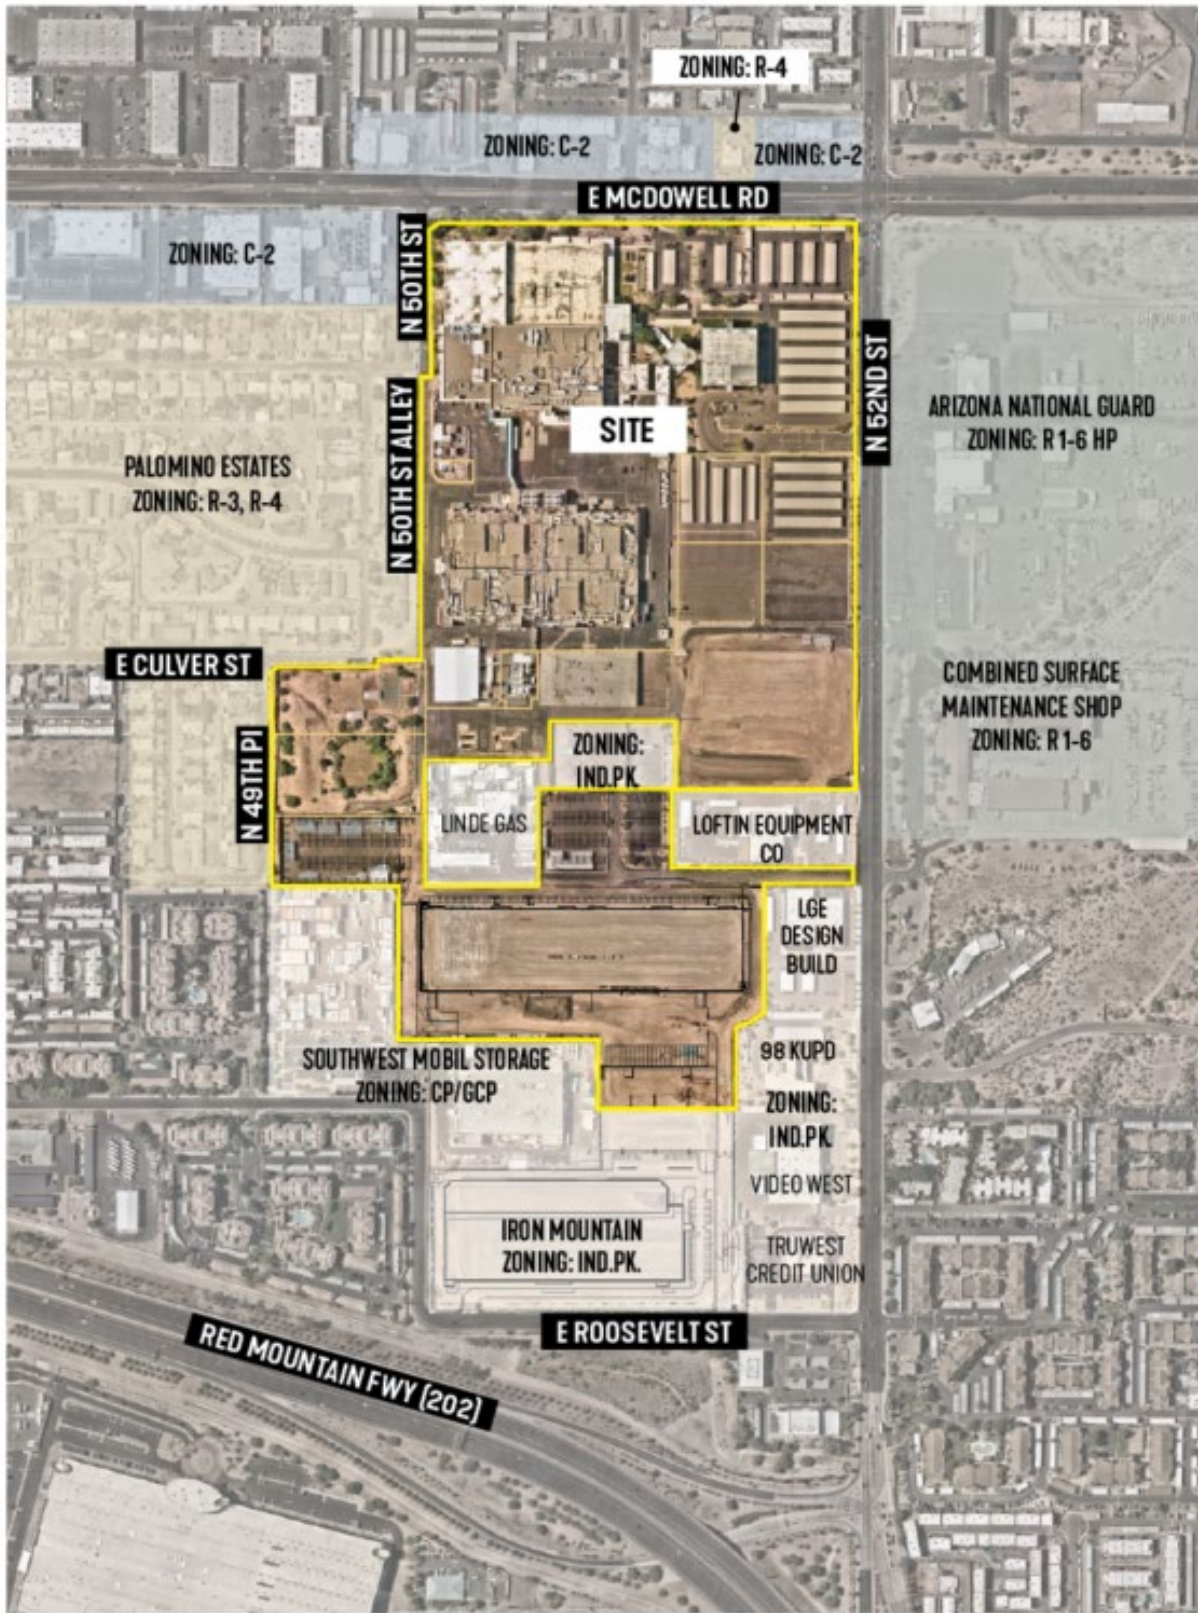 ZONING: R-4
ZONING: C-2
ZONING: C-2
E MCDOWELL RD
ZONING: C-2
N 50TH ST
N 52ND ST
N 50TH ST ALLEY
SITE
ARIZONA NATIONAL GUARD
ZONING: R1-6 HP
PALOMINO ESTATES
ZONING: R-3, R-4
E CULVER ST
COMBINED SURFACE
MAINTENANCE SHOP
ZONING: R1-6
N 49TH Pl
ZONING:
IND.PK.
LINDE GAS
LOFTIN EQUIPMENT
CO
LGE
DESIGN
BUILD
98 KUPD
SOUTHWEST MOBIL STORAGE
ZONING: CP/GCP
ZONING:
IND.PK.
VIDEO WEST
IRON MOUNTAIN
ZONING: IND.PK.
TRUWEST
CREDIT UNION
E ROOSEVELT ST
RED MOUNTAIN FWY (202)